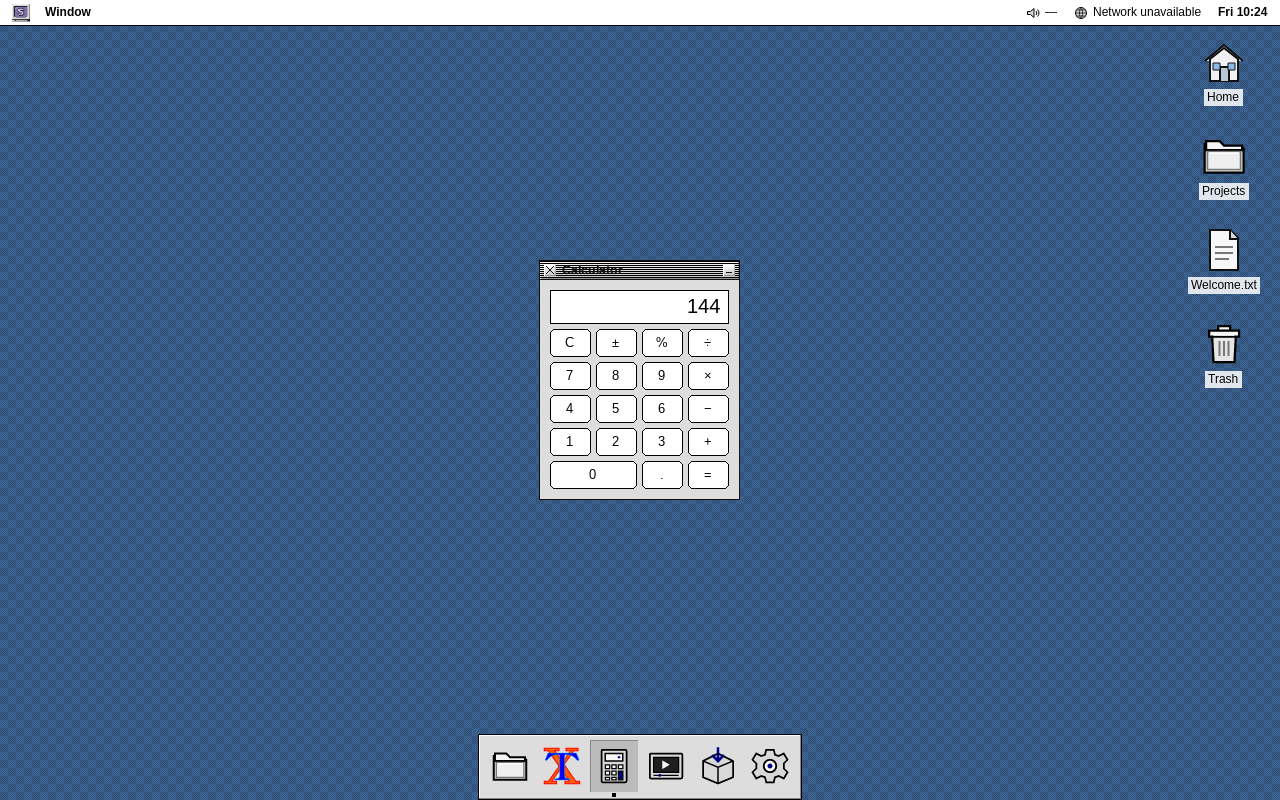 Window
— Network unavailable Fri 10:24
Home
Projects
Welcome.txt
Trash
Calculator
144
C ± % ÷
7 8 9 ×
4 5 6 −
1 2 3 +
0 . =